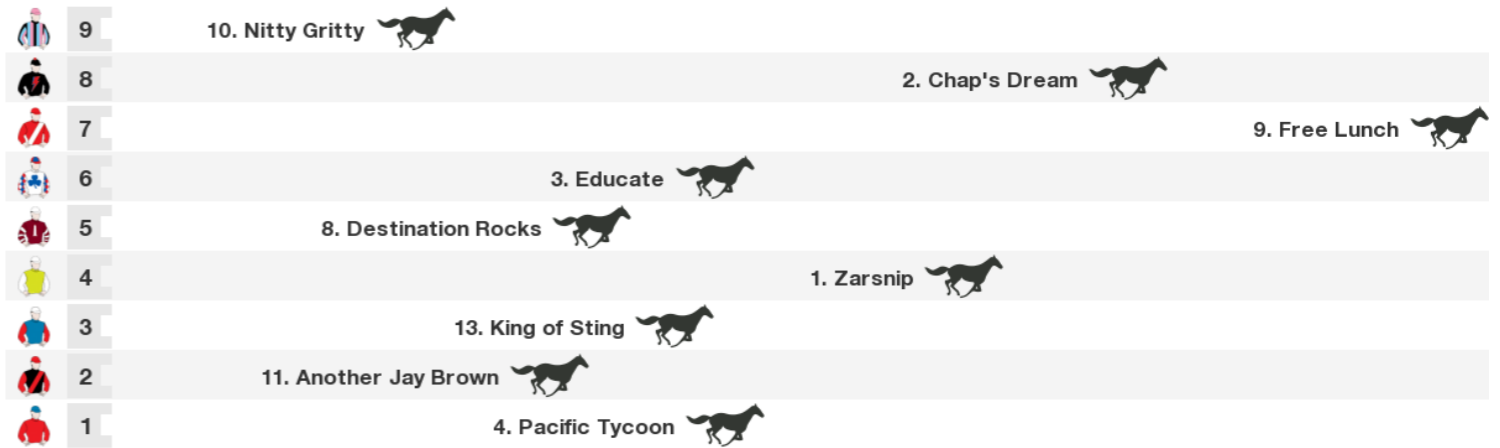 9 10. Nitty Gritty
8 2. Chap's Dream
7 9. Free Lunch
6 3. Educate
5 8. Destination Rocks
4 1. Zarsnip
3 13. King of Sting
2 11. Another Jay Brown
1 4. Pacific Tycoon